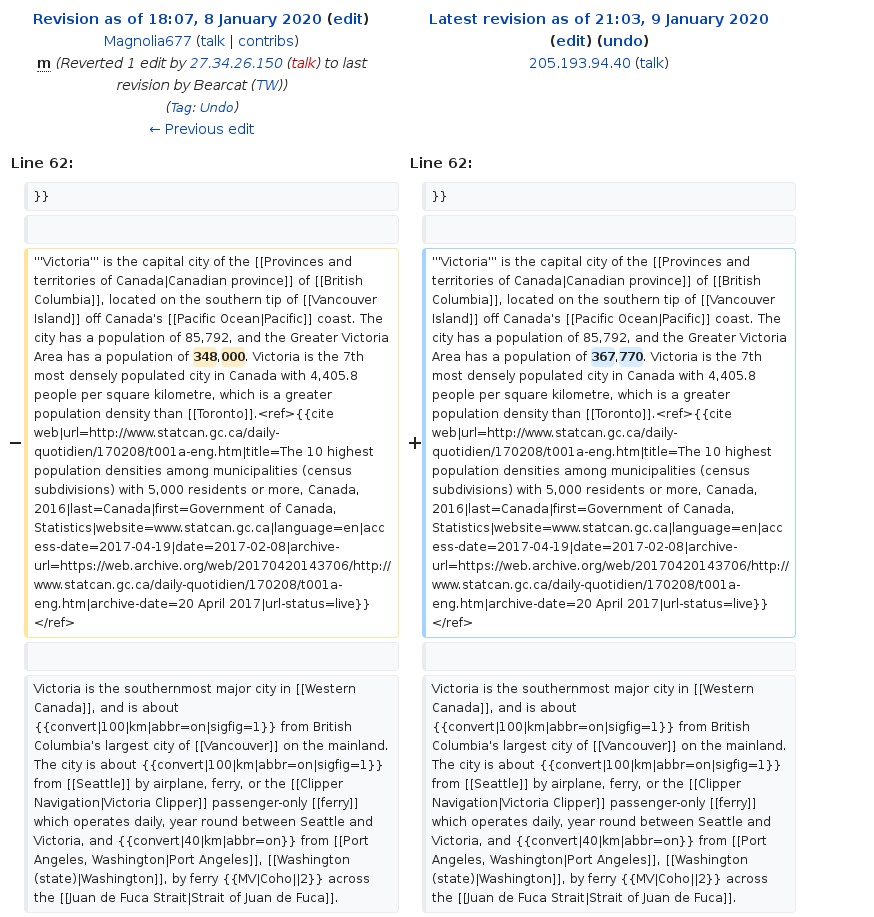 Revision as of 18:07, 8 January 2020 (edit)
Magnolia677 (talk | contribs)
m (Reverted 1 edit by 27.34.26.150 (talk) to last
revision by Bearcat (TW))
(Tag: Undo)
← Previous edit
Latest revision as of 21:03, 9 January 2020
(edit) (undo)
205.193.94.40 (talk)
Line 62:
}}
− '''Victoria''' is the capital city of the [[Provinces and
territories of Canada|Canadian province]] of [[British
Columbia]], located on the southern tip of [[Vancouver
Island]] off Canada's [[Pacific Ocean|Pacific]] coast. The
city has a population of 85,792, and the Greater Victoria
Area has a population of 348,000. Victoria is the 7th
most densely populated city in Canada with 4,405.8
people per square kilometre, which is a greater
population density than [[Toronto]].<ref>{{cite
web|url=http://www.statcan.gc.ca/daily-
quotidien/170208/t001a-eng.htm|title=The 10 highest
population densities among municipalities (census
subdivisions) with 5,000 residents or more, Canada,
2016|last=Canada|first=Government of Canada,
Statistics|website=www.statcan.gc.ca|language=en|acc
ess-date=2017-04-19|date=2017-02-08|archive-
url=https://web.archive.org/web/20170420143706/http://
www.statcan.gc.ca/daily-quotidien/170208/t001a-
eng.htm|archive-date=20 April 2017|url-status=live}}
</ref>
Victoria is the southernmost major city in [[Western
Canada]], and is about
{{convert|100|km|abbr=on|sigfig=1}} from British
Columbia's largest city of [[Vancouver]] on the mainland.
The city is about {{convert|100|km|abbr=on|sigfig=1}}
from [[Seattle]] by airplane, ferry, or the [[Clipper
Navigation|Victoria Clipper]] passenger-only [[ferry]]
which operates daily, year round between Seattle and
Victoria, and {{convert|40|km|abbr=on}} from [[Port
Angeles, Washington|Port Angeles]], [[Washington
(state)|Washington]], by ferry {{MV|Coho||2}} across
the [[Juan de Fuca Strait|Strait of Juan de Fuca]].
Line 62:
}}
+ '''Victoria''' is the capital city of the [[Provinces and
territories of Canada|Canadian province]] of [[British
Columbia]], located on the southern tip of [[Vancouver
Island]] off Canada's [[Pacific Ocean|Pacific]] coast. The
city has a population of 85,792, and the Greater Victoria
Area has a population of 367,770. Victoria is the 7th
most densely populated city in Canada with 4,405.8
people per square kilometre, which is a greater
population density than [[Toronto]].<ref>{{cite
web|url=http://www.statcan.gc.ca/daily-
quotidien/170208/t001a-eng.htm|title=The 10 highest
population densities among municipalities (census
subdivisions) with 5,000 residents or more, Canada,
2016|last=Canada|first=Government of Canada,
Statistics|website=www.statcan.gc.ca|language=en|acc
ess-date=2017-04-19|date=2017-02-08|archive-
url=https://web.archive.org/web/20170420143706/http://
www.statcan.gc.ca/daily-quotidien/170208/t001a-
eng.htm|archive-date=20 April 2017|url-status=live}}
</ref>
Victoria is the southernmost major city in [[Western
Canada]], and is about
{{convert|100|km|abbr=on|sigfig=1}} from British
Columbia's largest city of [[Vancouver]] on the mainland.
The city is about {{convert|100|km|abbr=on|sigfig=1}}
from [[Seattle]] by airplane, ferry, or the [[Clipper
Navigation|Victoria Clipper]] passenger-only [[ferry]]
which operates daily, year round between Seattle and
Victoria, and {{convert|40|km|abbr=on}} from [[Port
Angeles, Washington|Port Angeles]], [[Washington
(state)|Washington]], by ferry {{MV|Coho||2}} across
the [[Juan de Fuca Strait|Strait of Juan de Fuca]].